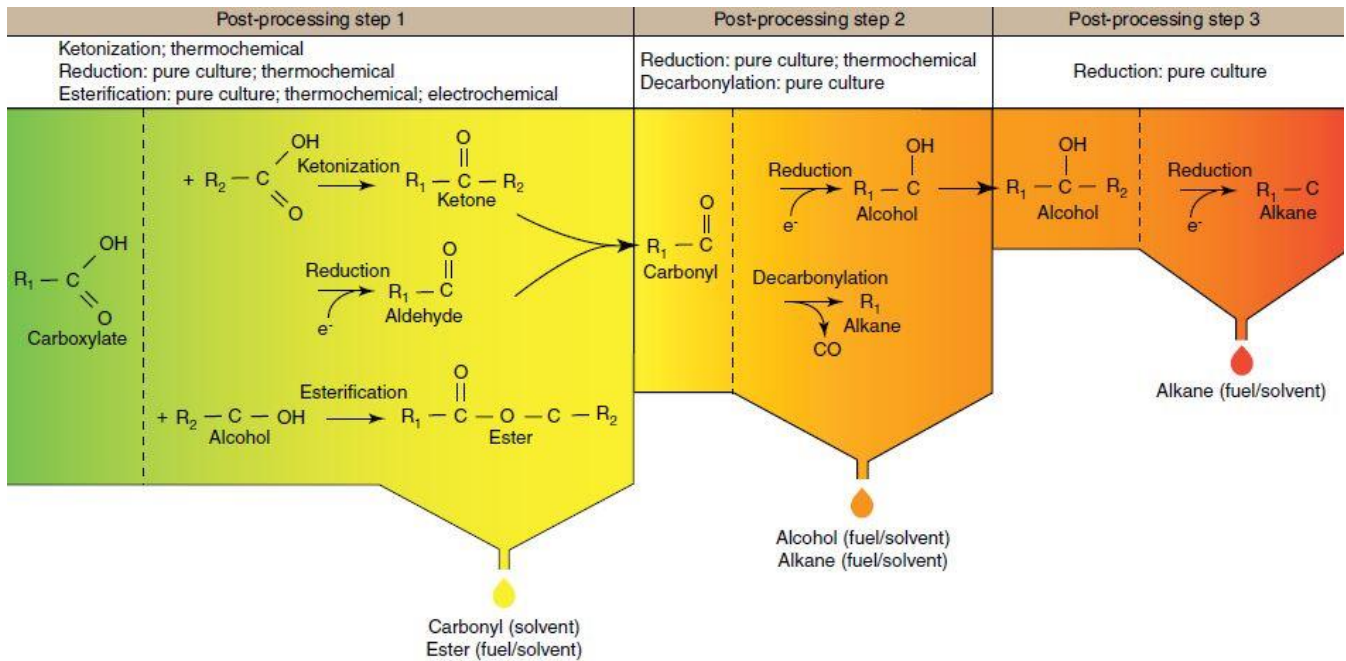 Post-processing step 1
Post-processing step 2
Post-processing step 3
Ketonization; thermochemical
Reduction: pure culture; thermochemical
Esterification: pure culture; thermochemical; electrochemical
Reduction: pure culture; thermochemical
Decarbonylation: pure culture
Reduction: pure culture
R1 — C
OH
O
Carboxylate
+ R2 — C
OH
O
Ketonization
O
R1 — C — R2
Ketone
Reduction
e-
O
R1 — C
Aldehyde
+ R2 — C — OH
Alcohol
Esterification
O
R1 — C — O — C — R2
Ester
Carbonyl (solvent)
Ester (fuel/solvent)
O
R1 — C
Carbonyl
Reduction
e-
OH
R1 — C
Alcohol
Decarbonylation
R1
Alkane
CO
Alcohol (fuel/solvent)
Alkane (fuel/solvent)
OH
R1 — C — R2
Alcohol
Reduction
e-
R1 — C
Alkane
Alkane (fuel/solvent)